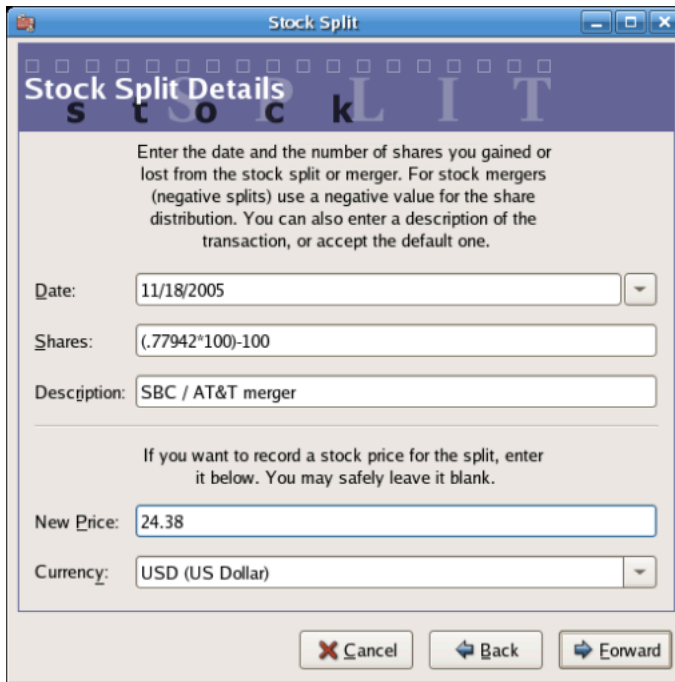 Stock Split
Stock Split Details
SPLIT
stock
Enter the date and the number of shares you gained or
lost from the stock split or merger. For stock mergers
(negative splits) use a negative value for the share
distribution. You can also enter a description of the
transaction, or accept the default one.
Date: 11/18/2005
Shares: (.77942*100)-100
Description: SBC / AT&T merger
If you want to record a stock price for the split, enter
it below. You may safely leave it blank.
New Price: 24.38
Currency: USD (US Dollar)
Cancel Back Forward